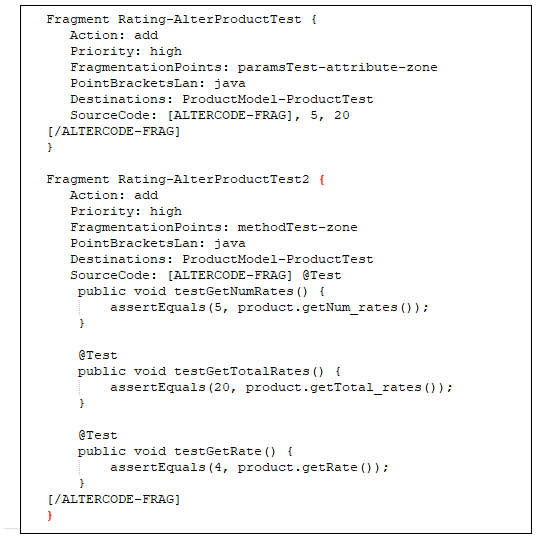 Fragment Rating-AlterProductTest {
Action: add
Priority: high
FragmentationPoints: paramsTest-attribute-zone
PointBracketsLan: java
Destinations: ProductModel-ProductTest
SourceCode: [ALTERCODE-FRAG], 5, 20
[/ALTERCODE-FRAG]
}
Fragment Rating-AlterProductTest2 {
Action: add
Priority: high
FragmentationPoints: methodTest-zone
PointBracketsLan: java
Destinations: ProductModel-ProductTest
SourceCode: [ALTERCODE-FRAG] @Test
public void testGetNumRates() {
assertEquals(5, product.getNum_rates());
}
@Test
public void testGetTotalRates() {
assertEquals(20, product.getTotal_rates());
}
@Test
public void testGetRate() {
assertEquals(4, product.getRate());
}
[/ALTERCODE-FRAG]
}